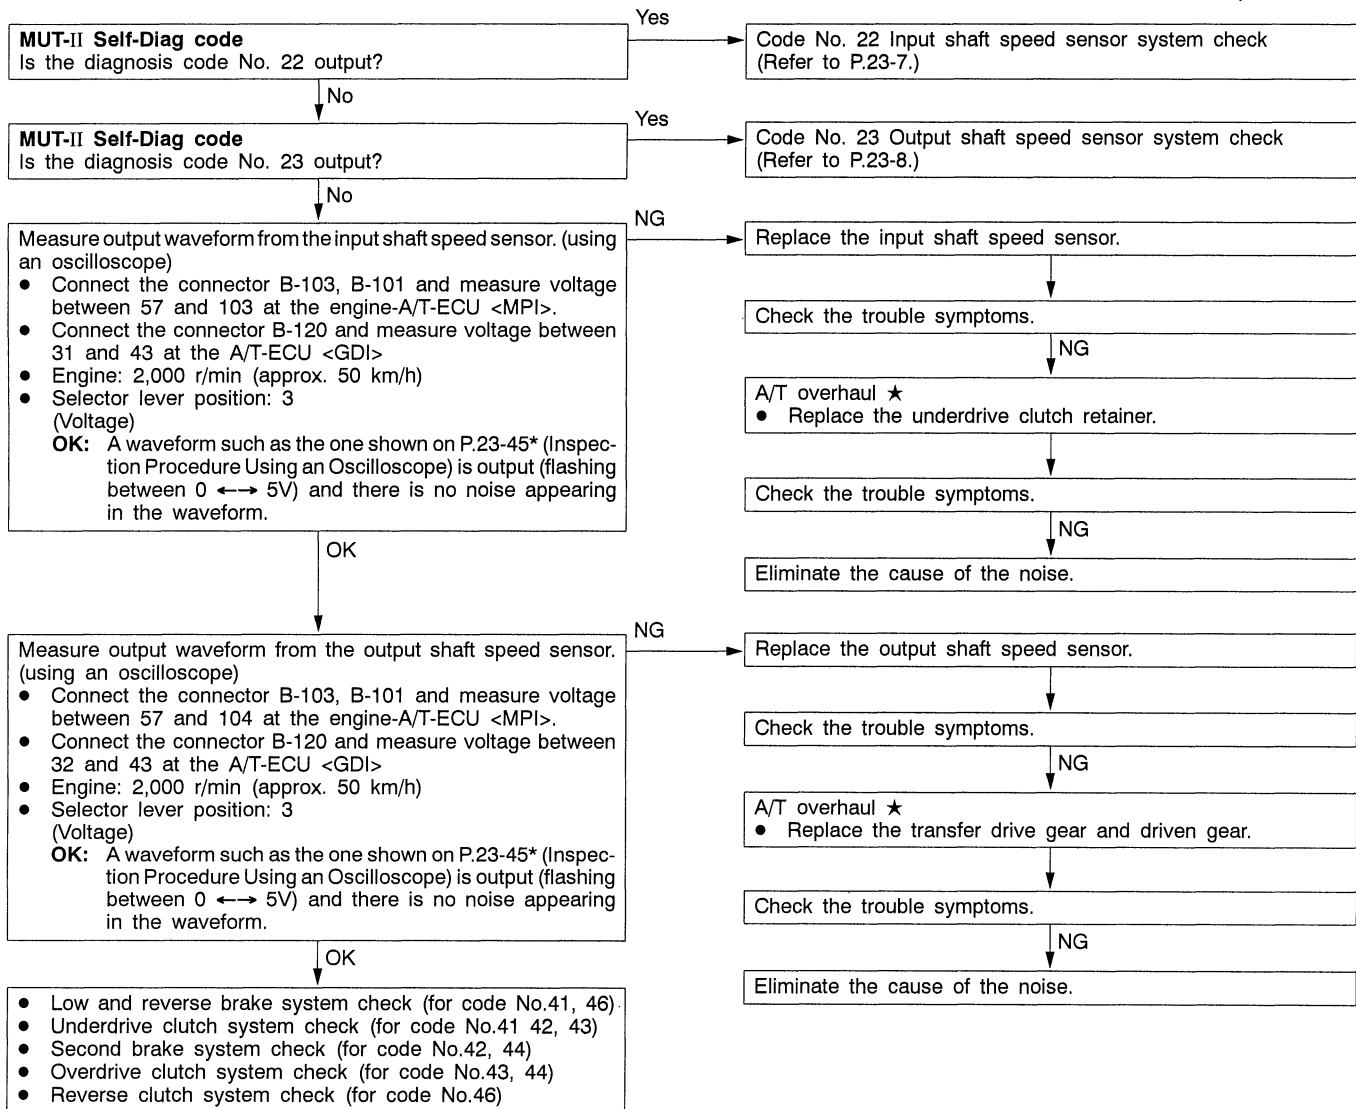 MUT-II Self-Diag code
Is the diagnosis code No. 22 output?
Yes
Code No. 22 Input shaft speed sensor system check
(Refer to P.23-7.)
No
MUT-II Self-Diag code
Is the diagnosis code No. 23 output?
Yes
Code No. 23 Output shaft speed sensor system check
(Refer to P.23-8.)
No
Measure output waveform from the input shaft speed sensor. (using
an oscilloscope)
● Connect the connector B-103, B-101 and measure voltage
between 57 and 103 at the engine-A/T-ECU <MPI>.
● Connect the connector B-120 and measure voltage between
31 and 43 at the A/T-ECU <GDI>
● Engine: 2,000 r/min (approx. 50 km/h)
● Selector lever position: 3
(Voltage)
OK: A waveform such as the one shown on P.23-45* (Inspec-
tion Procedure Using an Oscilloscope) is output (flashing
between 0 ←→ 5V) and there is no noise appearing
in the waveform.
NG
Replace the input shaft speed sensor.
Check the trouble symptoms.
NG
A/T overhaul ★
● Replace the underdrive clutch retainer.
Check the trouble symptoms.
NG
Eliminate the cause of the noise.
OK
Measure output waveform from the output shaft speed sensor.
(using an oscilloscope)
● Connect the connector B-103, B-101 and measure voltage
between 57 and 104 at the engine-A/T-ECU <MPI>.
● Connect the connector B-120 and measure voltage between
32 and 43 at the A/T-ECU <GDI>
● Engine: 2,000 r/min (approx. 50 km/h)
● Selector lever position: 3
(Voltage)
OK: A waveform such as the one shown on P.23-45* (Inspec-
tion Procedure Using an Oscilloscope) is output (flashing
between 0 ←→ 5V) and there is no noise appearing
in the waveform.
NG
Replace the output shaft speed sensor.
Check the trouble symptoms.
NG
A/T overhaul ★
● Replace the transfer drive gear and driven gear.
Check the trouble symptoms.
NG
Eliminate the cause of the noise.
OK
● Low and reverse brake system check (for code No.41, 46)
● Underdrive clutch system check (for code No.41 42, 43)
● Second brake system check (for code No.42, 44)
● Overdrive clutch system check (for code No.43, 44)
● Reverse clutch system check (for code No.46)